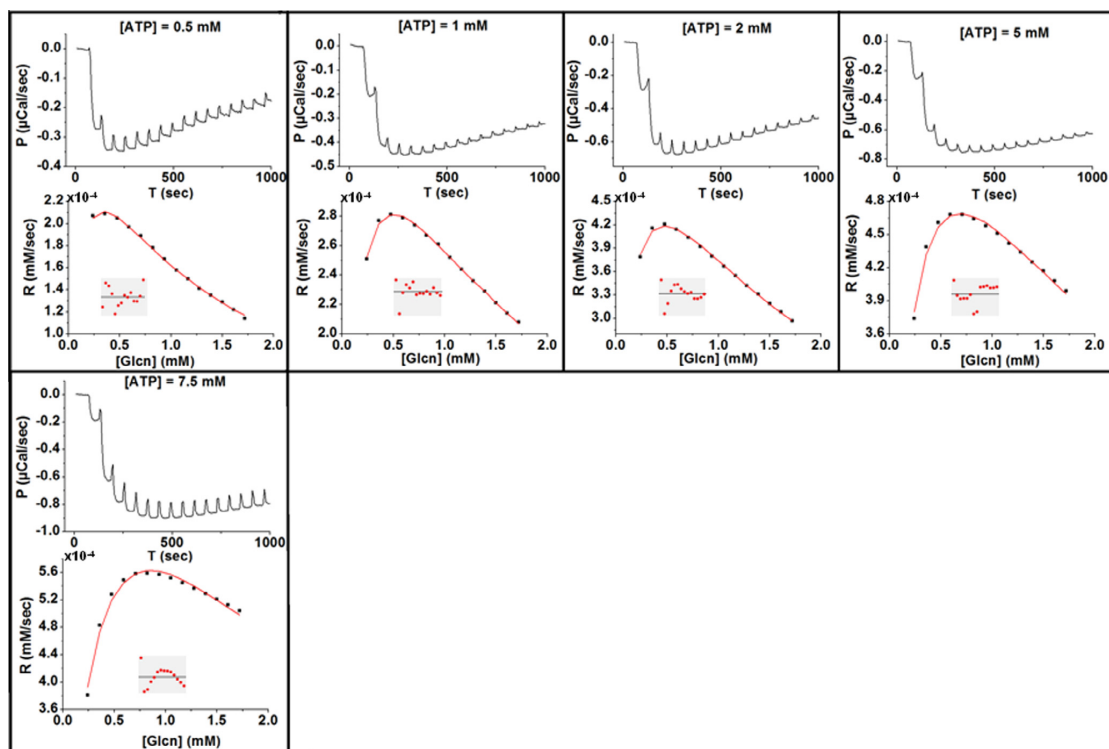 [ATP] = 0.5 mM
P (µCal/sec)
0.0
-0.1
-0.2
-0.3
-0.4
0 500 1000
T (sec)
x10⁻⁴
R (mM/sec)
2.2
2.0
1.8
1.6
1.4
1.2
1.0
0.0 0.5 1.0 1.5 2.0
[Glcn] (mM)
[ATP] = 1 mM
P (µCal/sec)
0.0
-0.1
-0.2
-0.3
-0.4
-0.5
0 500 1000
T (sec)
x10⁻⁴
R (mM/sec)
2.8
2.6
2.4
2.2
2.0
0.0 0.5 1.0 1.5 2.0
[Glcn] (mM)
[ATP] = 2 mM
P (µCal/sec)
0.0
-0.2
-0.4
-0.6
0 500 1000
T (sec)
x10⁻⁴
R (mM/sec)
4.2
3.9
3.6
3.3
3.0
0.0 0.5 1.0 1.5 2.0
[Glcn] (mM)
[ATP] = 5 mM
P (µCal/sec)
0.0
-0.2
-0.4
-0.6
-0.8
0 500 1000
T (sec)
x10⁻⁴
R (mM/sec)
4.8
4.5
4.2
3.9
3.6
0.0 0.5 1.0 1.5 2.0
[Glcn] (mM)
[ATP] = 7.5 mM
P (µCal/sec)
0.0
-0.2
-0.4
-0.6
-0.8
-1.0
0 500 1000
T (sec)
x10⁻⁴
R (mM/sec)
5.6
5.2
4.8
4.4
4.0
3.6
0.0 0.5 1.0 1.5 2.0
[Glcn] (mM)